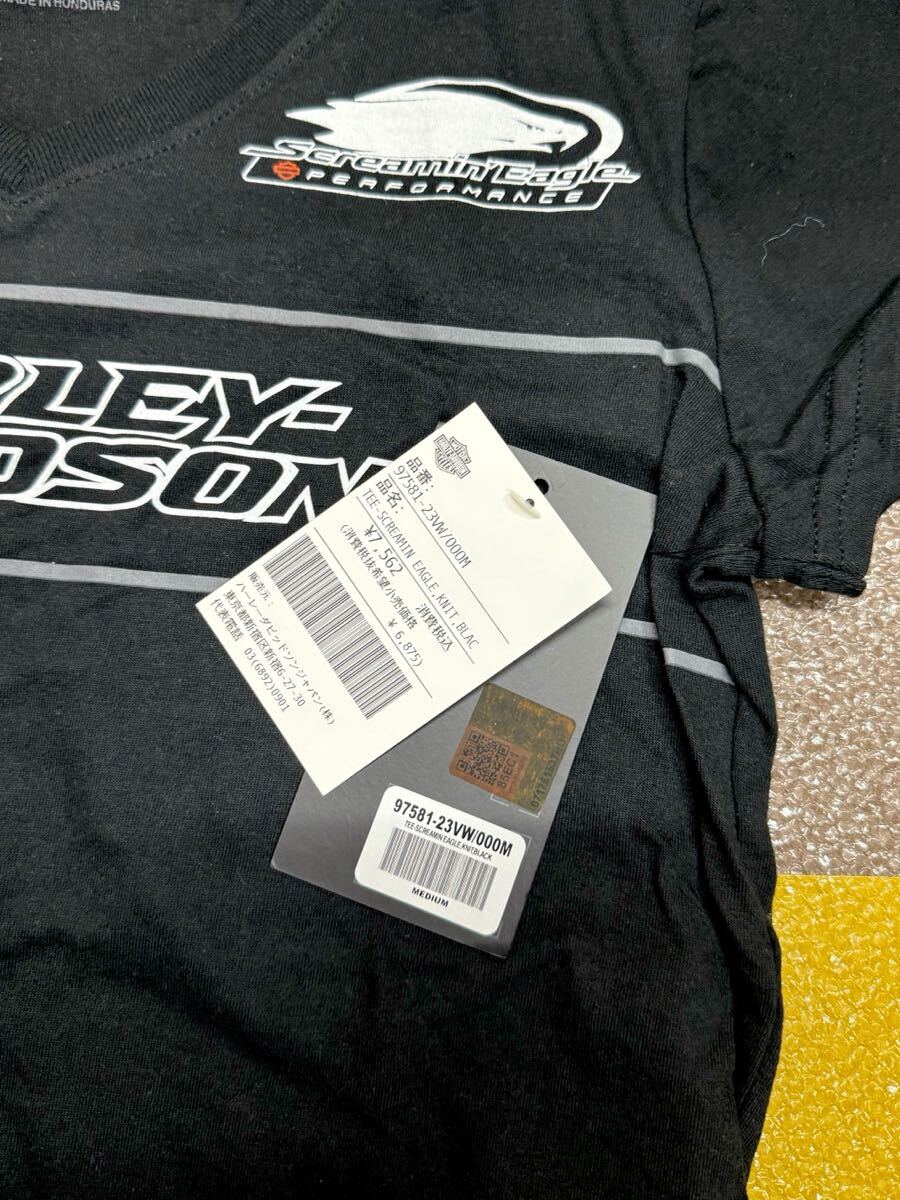 MADE IN HONDURAS
Screamin'Eagle
PERFORMANCE
LEY-
DSON
品番:
97581-23VW/000M
品名:
TEE-SCREAMIN EAGLE,KNIT,BLAC
¥7,562 消費税込
(消費税抜希望小売価格 ¥ 6,875)
販売元:
ハーレーダビッドソンジャパン(株)
東京都新宿区新宿6-27-30
代表電話 03(6892)0901
85EC1
97581-23VW/000M
TEE-SCREAMIN EAGLE,KNIT,BLACK
MEDIUM